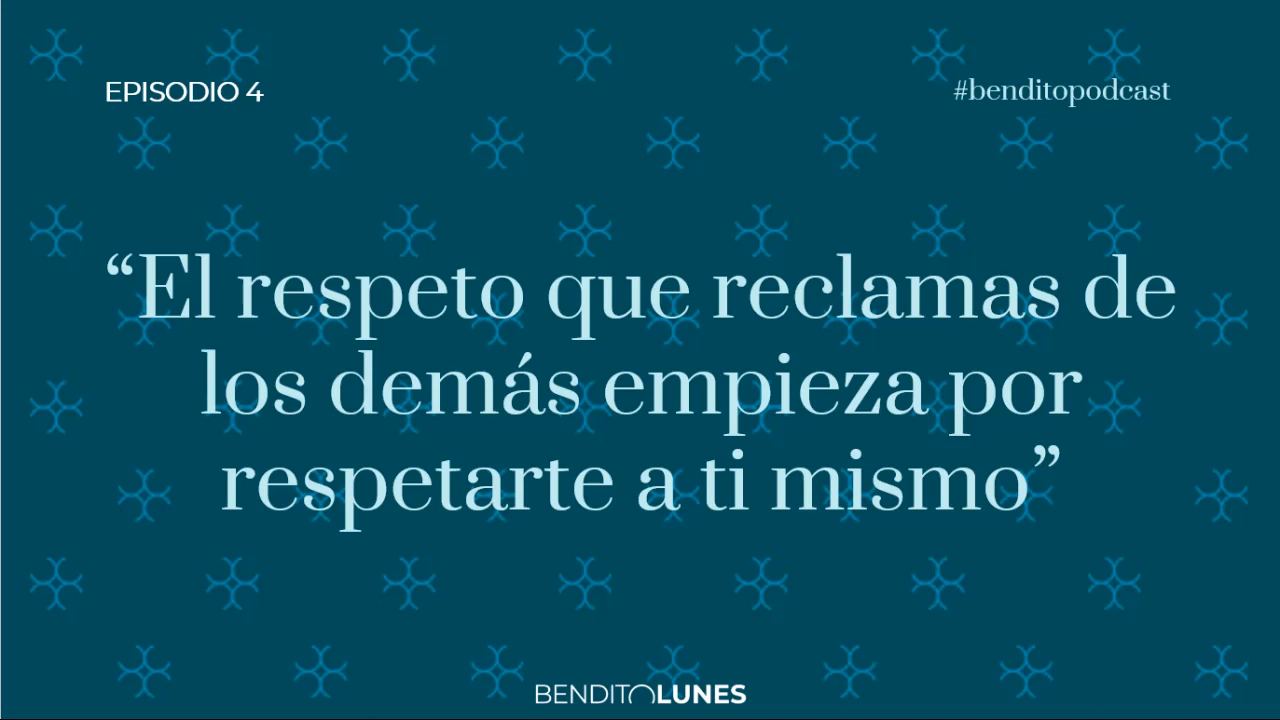 EPISODIO 4
#benditopodcast
“El respeto que reclamas de
los demás empieza por
respetarte a ti mismo”
BENDITOLUNES